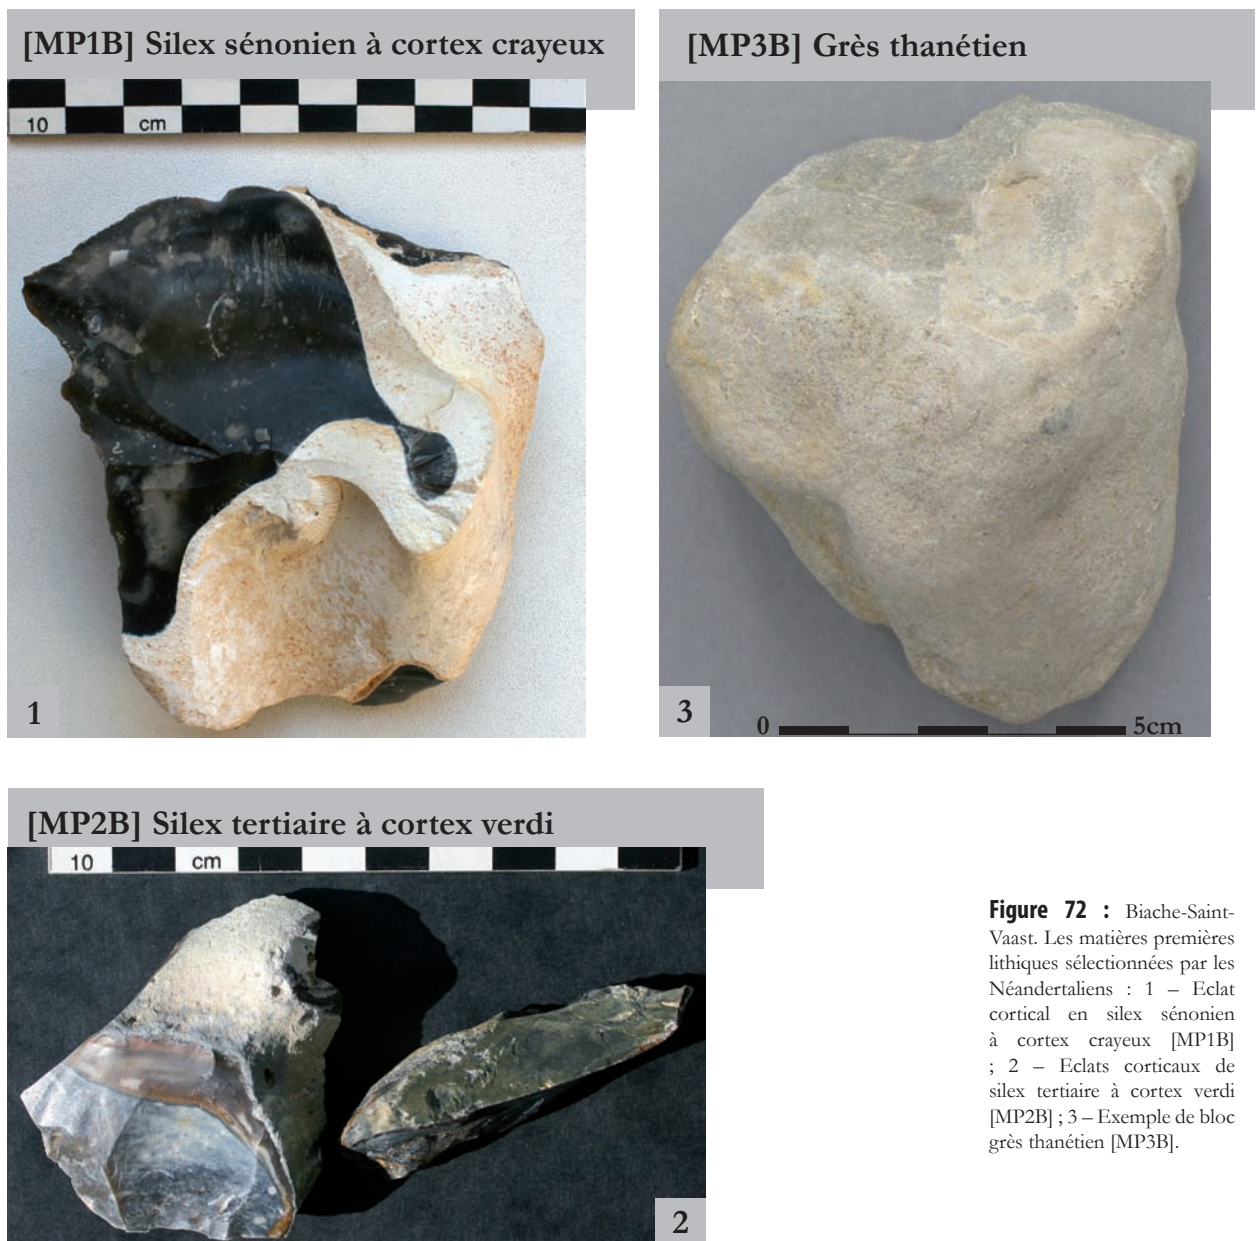 [MP1B] Silex sénonien à cortex crayeux
10 cm
1
[MP3B] Grès thanétien
3
0 5cm
[MP2B] Silex tertiaire à cortex verdi
10 cm
2
Figure 72 : Biache-Saint-
Vaast. Les matières premières
lithiques sélectionnées par les
Néandertaliens : 1 – Eclat
cortical en silex sénonien
à cortex crayeux [MP1B]
; 2 – Eclats corticaux de
silex tertiaire à cortex verdi
[MP2B] ; 3 – Exemple de bloc
grès thanétien [MP3B].